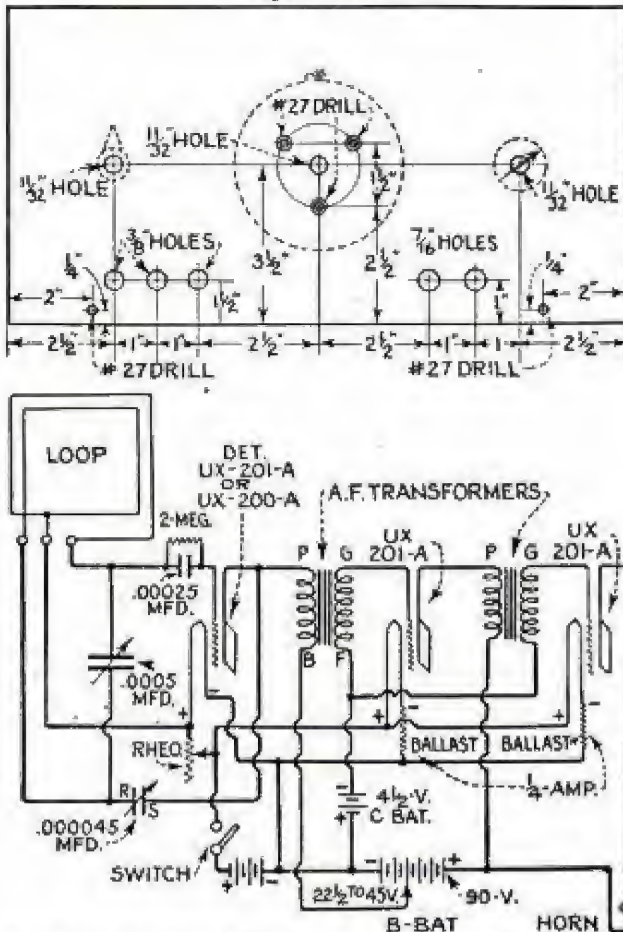 #27 DRILL
11/32" HOLE
11/32" HOLE
11/32" HOLE
1 1/2"
3/8" HOLES
7/16" HOLES
3 1/2"
2 1/2"
1/4"
1/4"
2"
1 1/2"
1"
2"
2 1/2"
1"
1"
2 1/2"
2 1/2"
1"
1"
2 1/2"
#27 DRILL
#27 DRILL
LOOP
DET.
UX-201-A
OR
UX-200-A
A.F. TRANSFORMERS
UX
201-A
UX
201-A
2-MEG.
P
G
P
G
.00025
MFD.
B
F
.0005
MFD.
+
-
+
-
+
-
RHEO.
BALLAST
BALLAST
1/4-AMP.
R
S
.000045
MFD.
-
+
4 1/2-V.
C BAT.
SWITCH
+
-
-
+
22 1/2 TO 45V.
90-V.
B-BAT
HORN